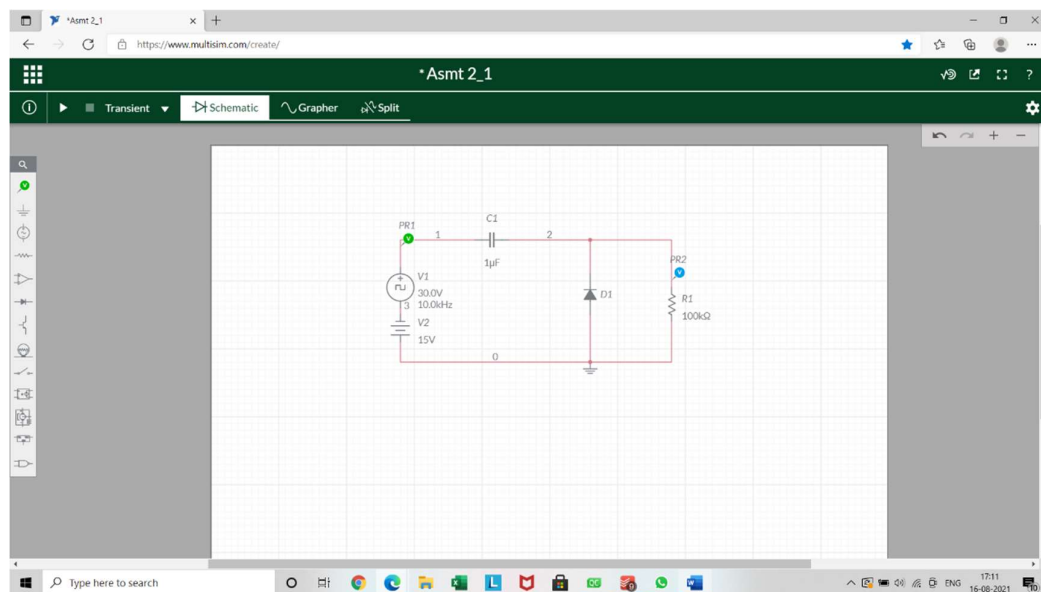 *Asmt 2_1
https://www.multisim.com/create/
*Asmt 2_1
Transient
Schematic
Grapher
Split
PR1
1
C1
1µF
2
PR2
V1
30.0V
10.0kHz
3
V2
15V
D1
R1
100kΩ
0
Type here to search
ENG
17:11
16-08-2021